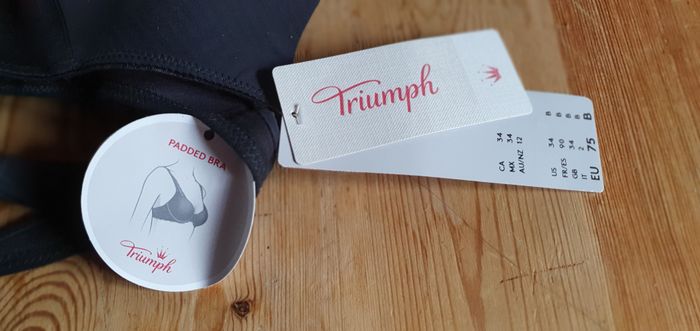 Triumph
PADDED BRA
Triumph
CA 34
MX 34
AU/NZ 12
US 34 B
FR/ES 90 B
GB 34 B
IT 2 B
EU 75 B